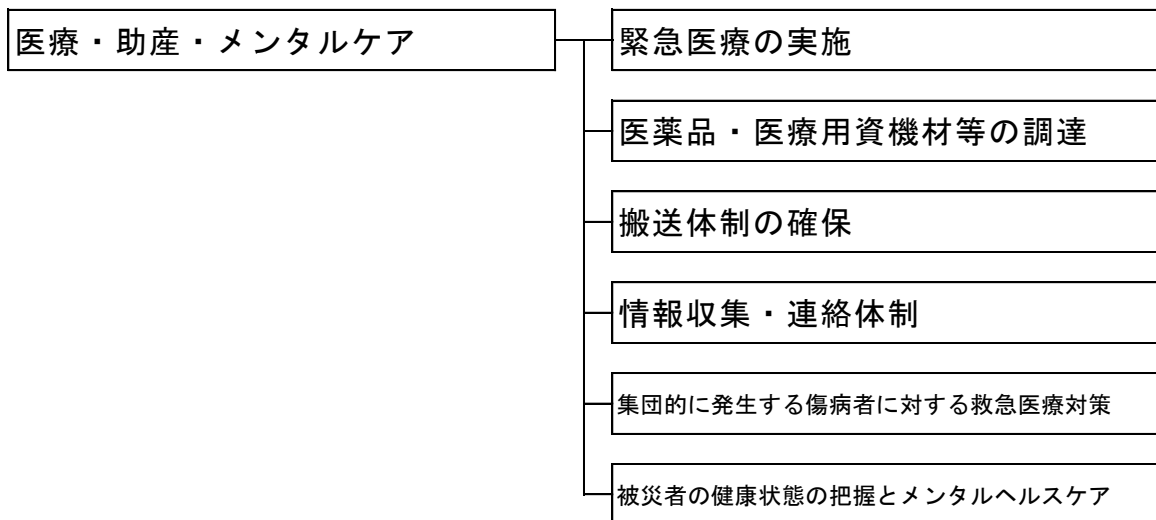 医療・助産・メンタルケア
緊急医療の実施
医薬品・医療用資機材等の調達
搬送体制の確保
情報収集・連絡体制
集団的に発生する傷病者に対する救急医療対策
被災者の健康状態の把握とメンタルヘルスケア